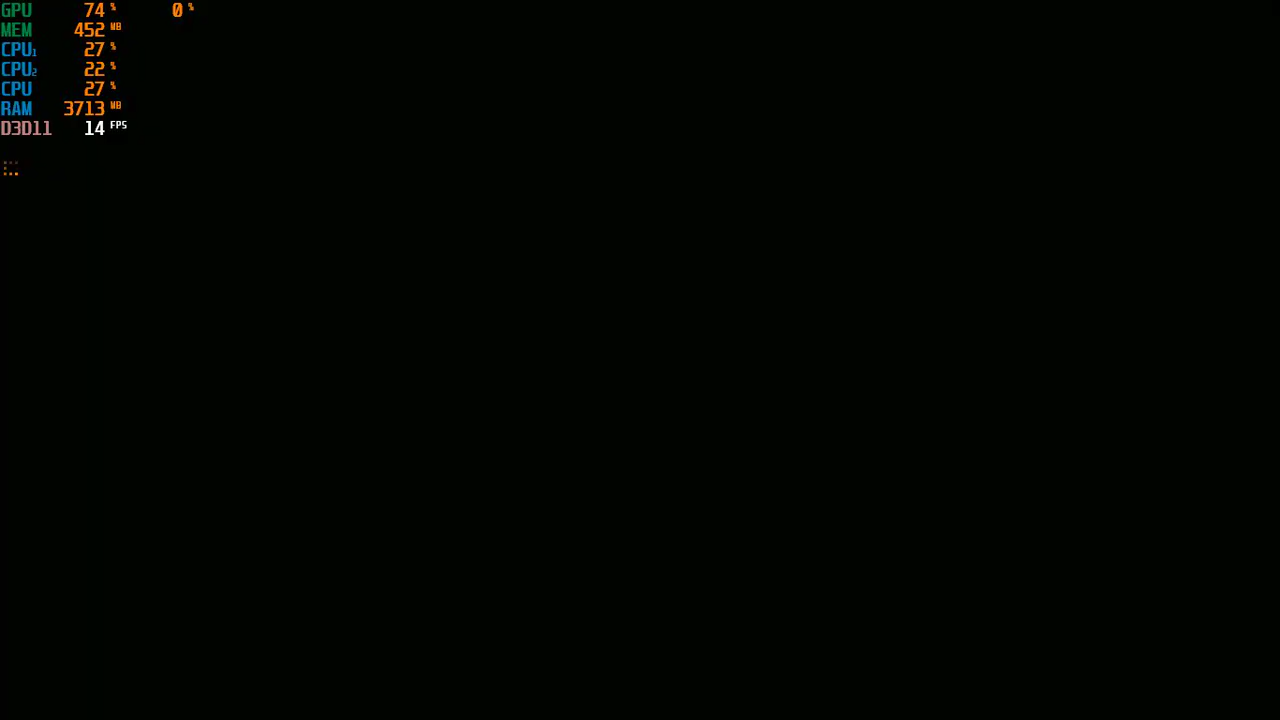 GPU 74 % 0 %
MEM 452 MB
CPU1 27 %
CPU2 22 %
CPU 27 %
RAM 3713 MB
D3D11 14 FPS